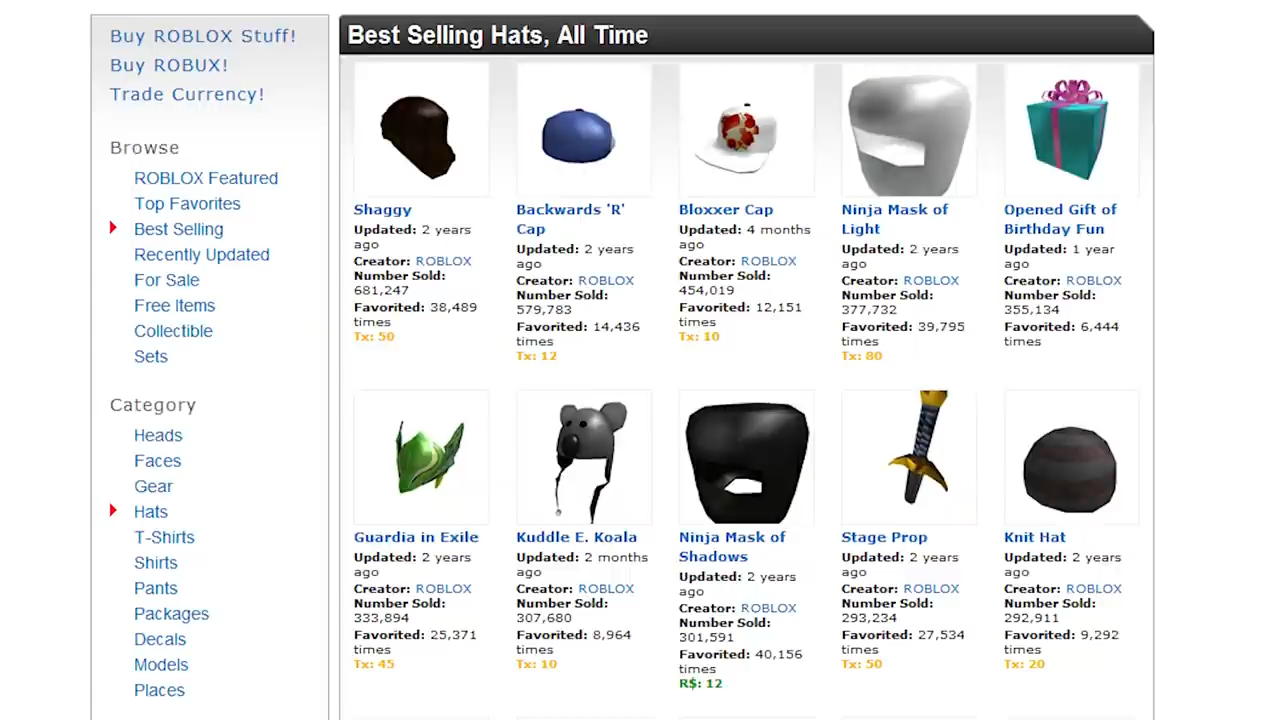 Buy ROBLOX Stuff!
Buy ROBUX!
Trade Currency!
Browse
ROBLOX Featured
Top Favorites
Best Selling
Recently Updated
For Sale
Free Items
Collectible
Sets
Category
Heads
Faces
Gear
Hats
T-Shirts
Shirts
Pants
Packages
Decals
Models
Places
Best Selling Hats, All Time
Shaggy
Updated: 2 years
ago
Creator: ROBLOX
Number Sold:
681,247
Favorited: 38,489
times
Tx: 50
Backwards 'R'
Cap
Updated: 2 years
ago
Creator: ROBLOX
Number Sold:
579,783
Favorited: 14,436
times
Tx: 12
Bloxxer Cap
Updated: 4 months
ago
Creator: ROBLOX
Number Sold:
454,019
Favorited: 12,151
times
Tx: 10
Ninja Mask of
Light
Updated: 2 years
ago
Creator: ROBLOX
Number Sold:
377,732
Favorited: 39,795
times
Tx: 80
Opened Gift of
Birthday Fun
Updated: 1 year
ago
Creator: ROBLOX
Number Sold:
355,134
Favorited: 6,444
times
Guardia in Exile
Updated: 2 years
ago
Creator: ROBLOX
Number Sold:
333,894
Favorited: 25,371
times
Tx: 45
Kuddle E. Koala
Updated: 2 months
ago
Creator: ROBLOX
Number Sold:
307,680
Favorited: 8,964
times
Tx: 10
Ninja Mask of
Shadows
Updated: 2 years
ago
Creator: ROBLOX
Number Sold:
301,591
Favorited: 40,156
times
R$: 12
Stage Prop
Updated: 2 years
ago
Creator: ROBLOX
Number Sold:
293,234
Favorited: 27,534
times
Tx: 50
Knit Hat
Updated: 2 years
ago
Creator: ROBLOX
Number Sold:
292,911
Favorited: 9,292
times
Tx: 20